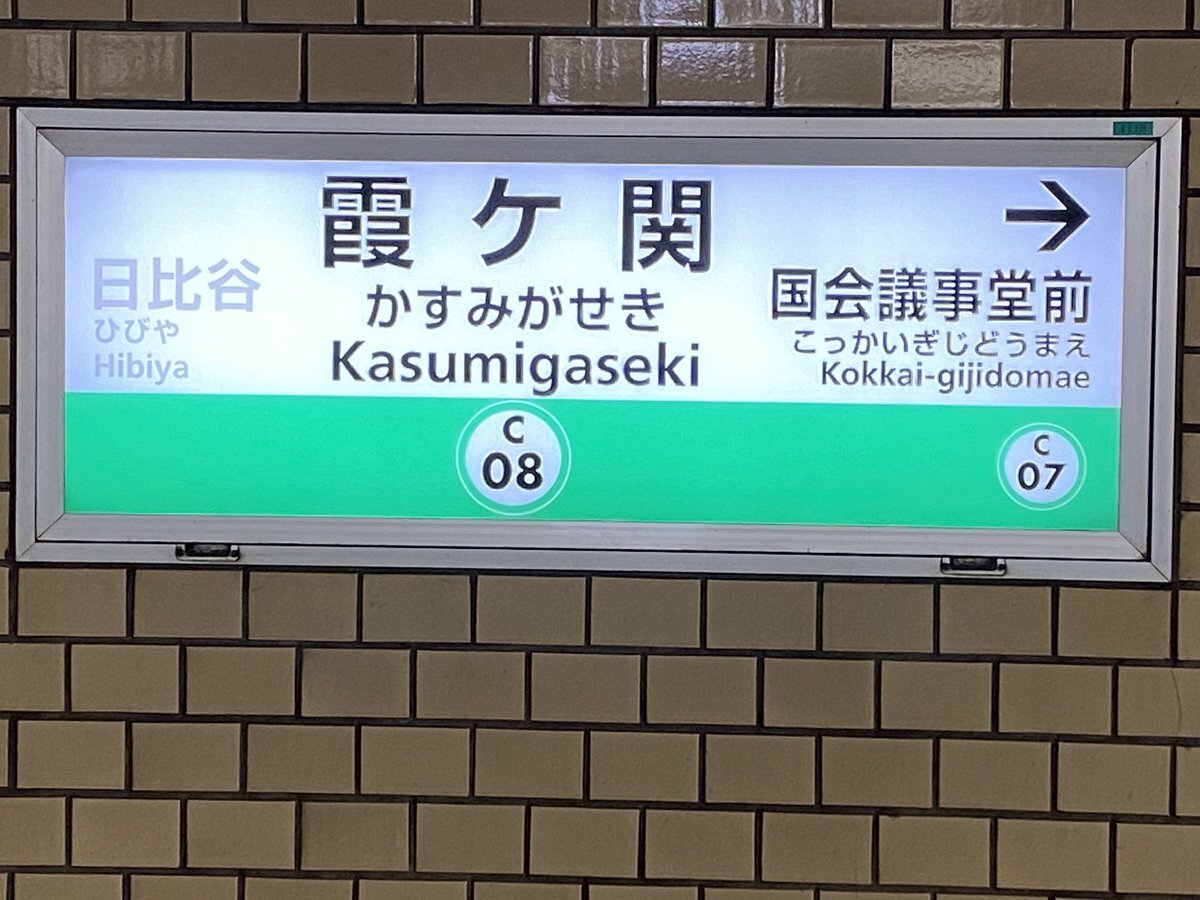 霞ケ関
かすみがせき
Kasumigaseki
C
08
日比谷
ひびや
Hibiya
→
国会議事堂前
こっかいぎじどうまえ
Kokkai-gijidomae
C
07